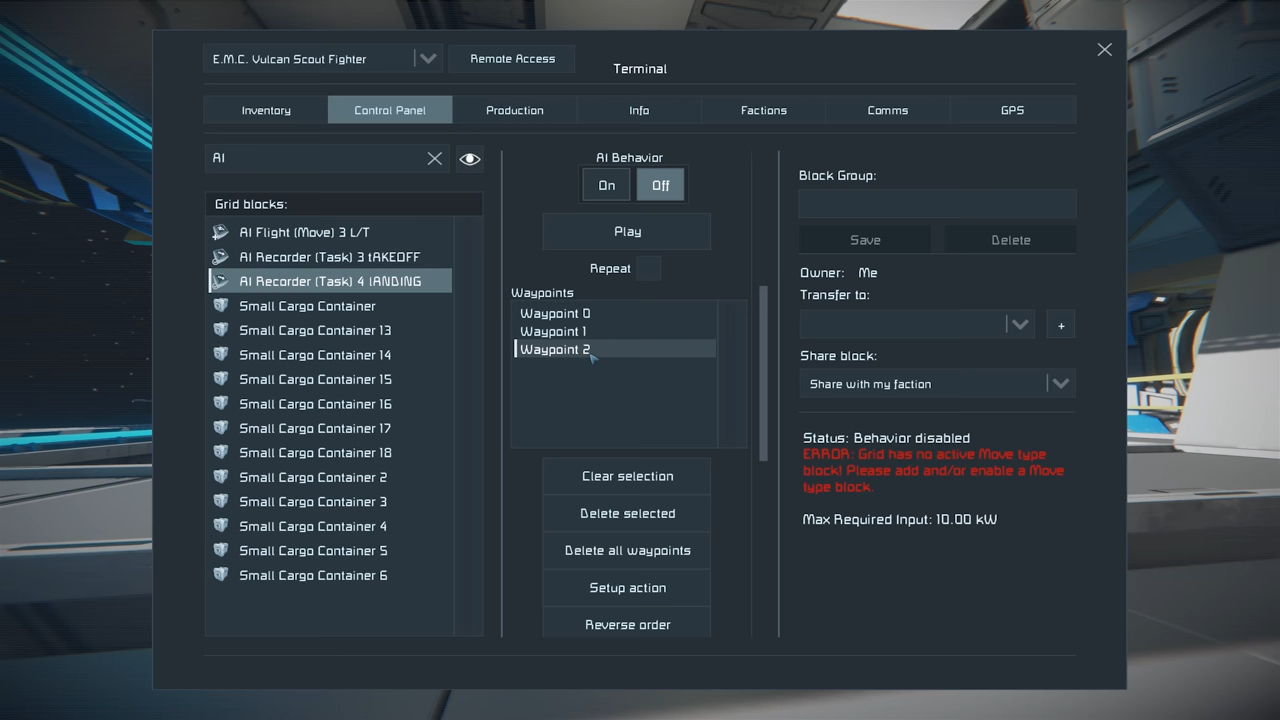 E.M.C. Vulcan Scout Fighter
Remote Access
Terminal
Inventory
Control Panel
Production
Info
Factions
Comms
GPS
AI
Grid blocks:
AI Flight (Move) 3 L/T
AI Recorder (Task) 3 tAKEOFF
AI Recorder (Task) 4 lANDING
Small Cargo Container
Small Cargo Container 13
Small Cargo Container 14
Small Cargo Container 15
Small Cargo Container 16
Small Cargo Container 17
Small Cargo Container 18
Small Cargo Container 2
Small Cargo Container 3
Small Cargo Container 4
Small Cargo Container 5
Small Cargo Container 6
AI Behavior
On
Off
Play
Repeat
Waypoints
Waypoint 0
Waypoint 1
Waypoint 2
Clear selection
Delete selected
Delete all waypoints
Setup action
Reverse order
Block Group:
Save
Delete
Owner: Me
Transfer to:
+
Share block:
Share with my faction
Status: Behavior disabled
ERROR: Grid has no active Move type
block! Please add and/or enable a Move
type block.
Max Required Input: 10.00 kW